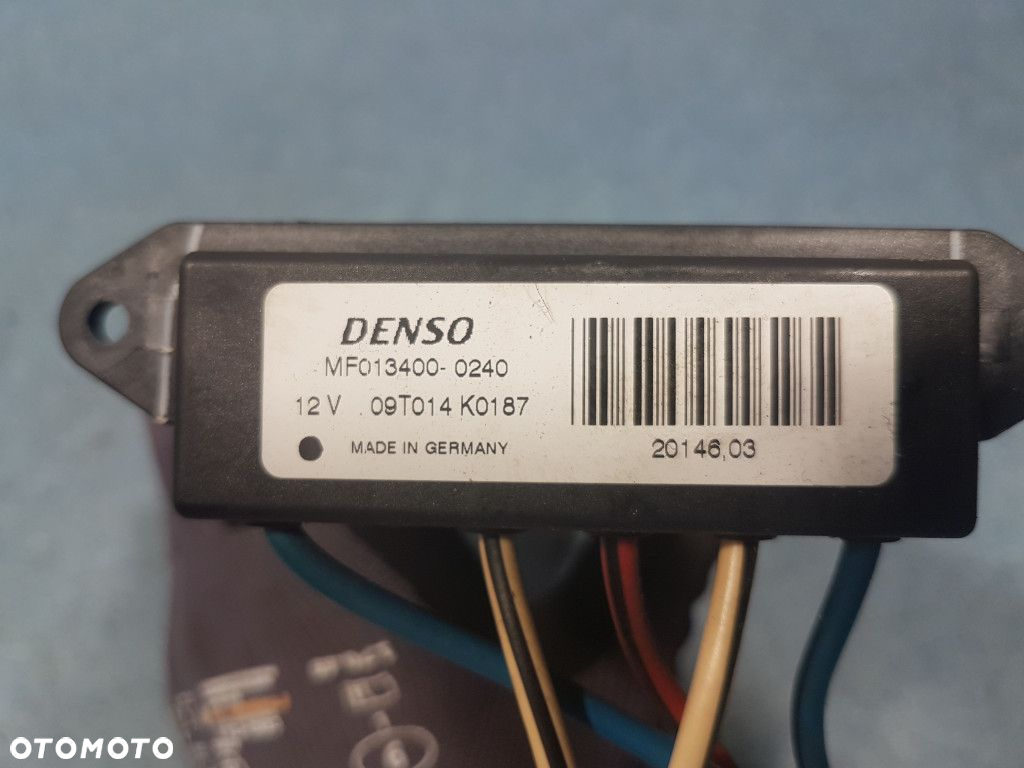 DENSO
MF013400-0240
12 V .09T014 K0187
MADE IN GERMANY
20146,03
OTOMOTO